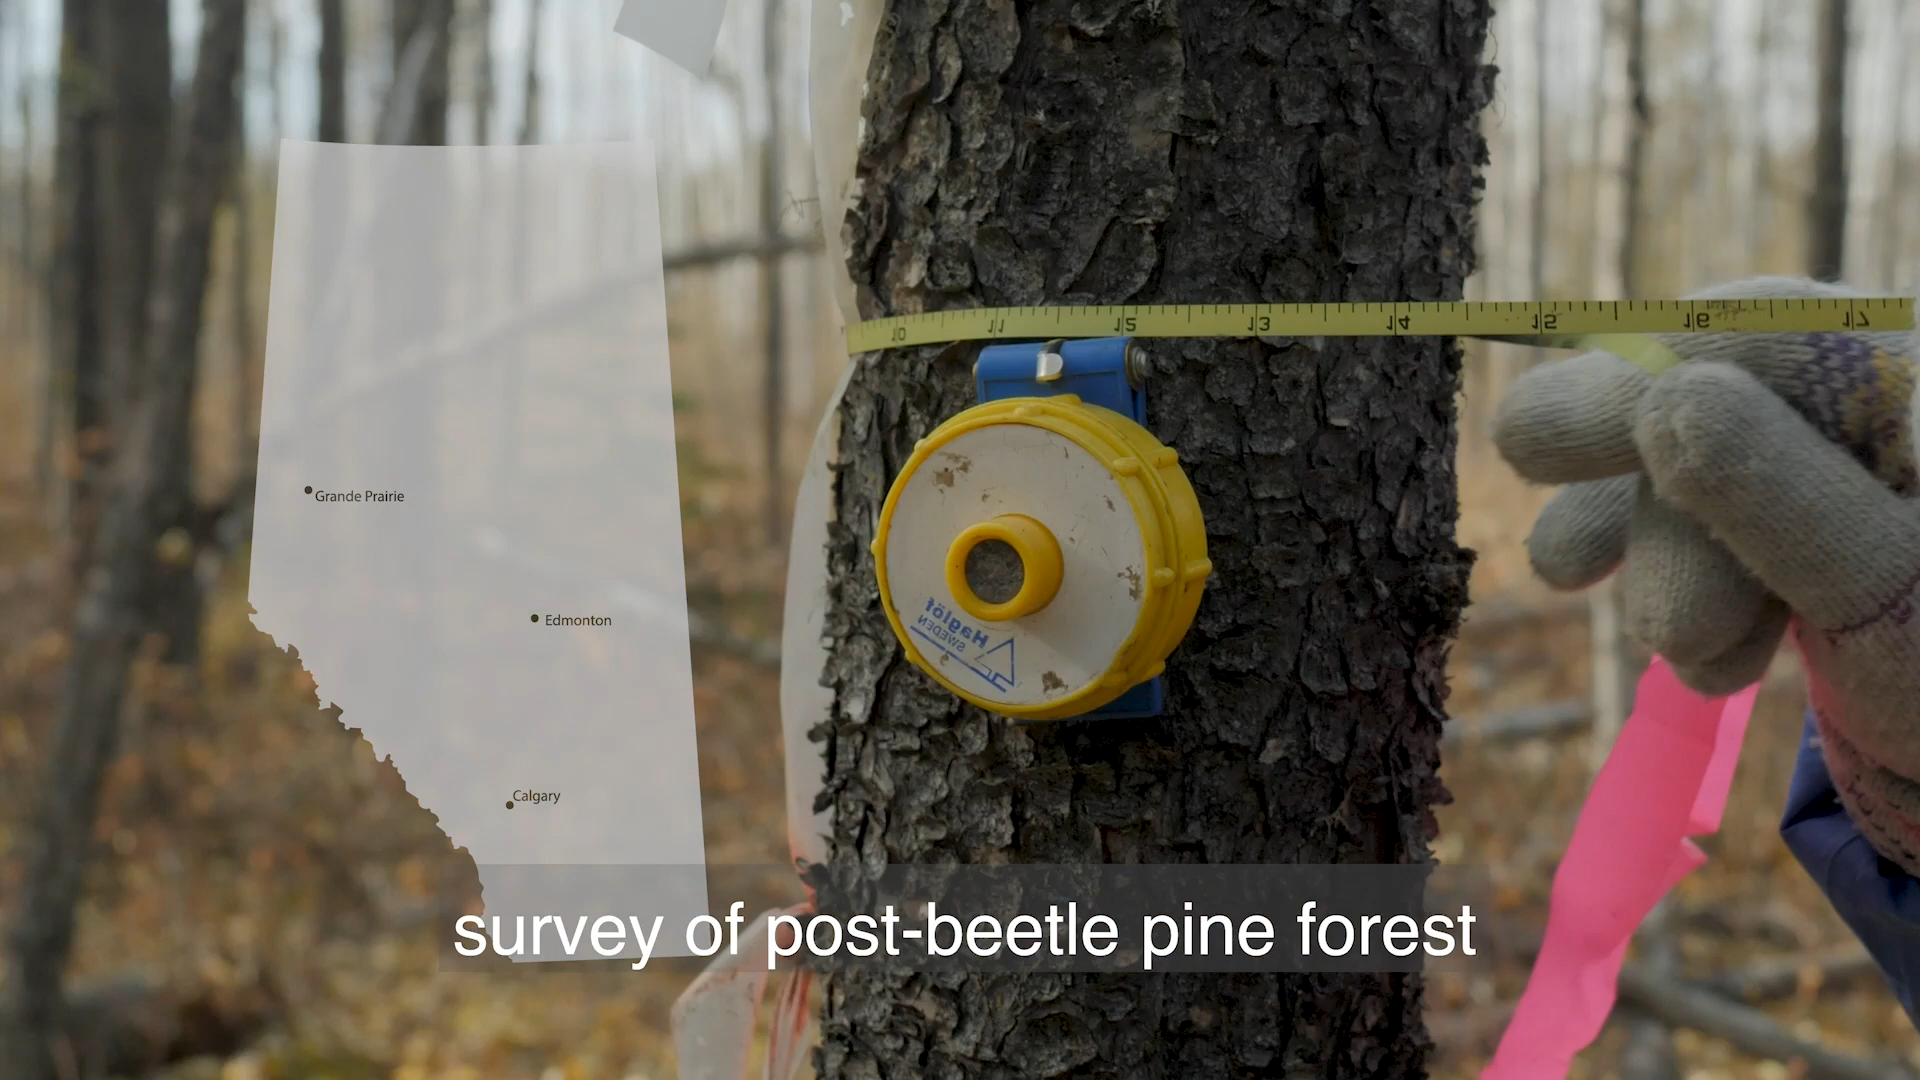 10 11 12 13 14 15 16 17
Grande Prairie
Haglöf
SWEDEN
Edmonton
Calgary
survey of post-beetle pine forest